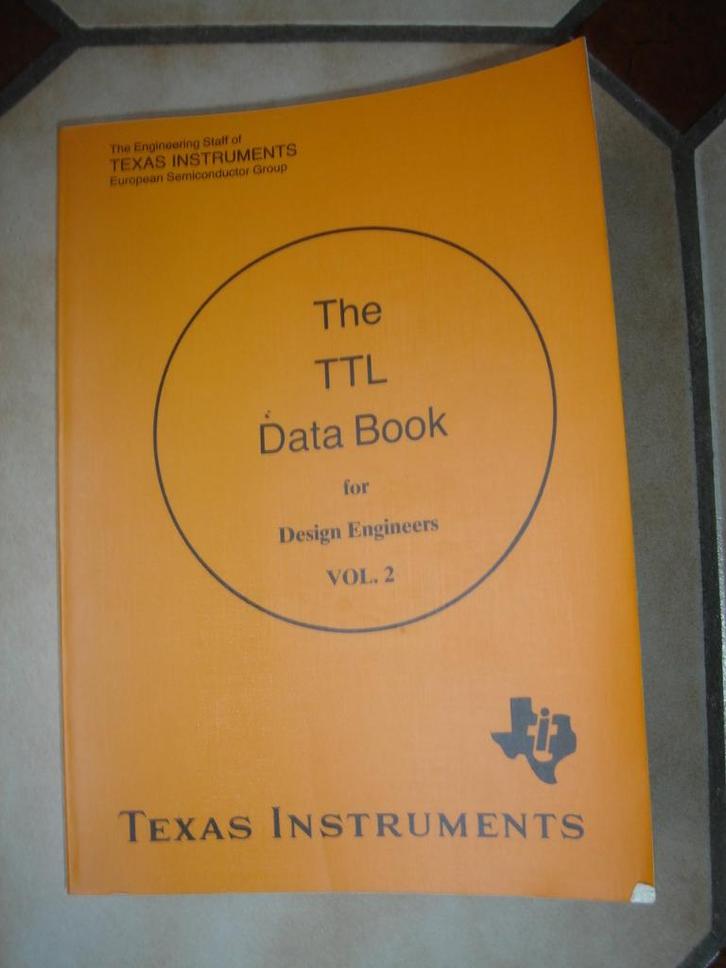 The Engineering Staff of
TEXAS INSTRUMENTS
European Semiconductor Group
The
TTL
Data Book
for
Design Engineers
VOL. 2
TEXAS INSTRUMENTS